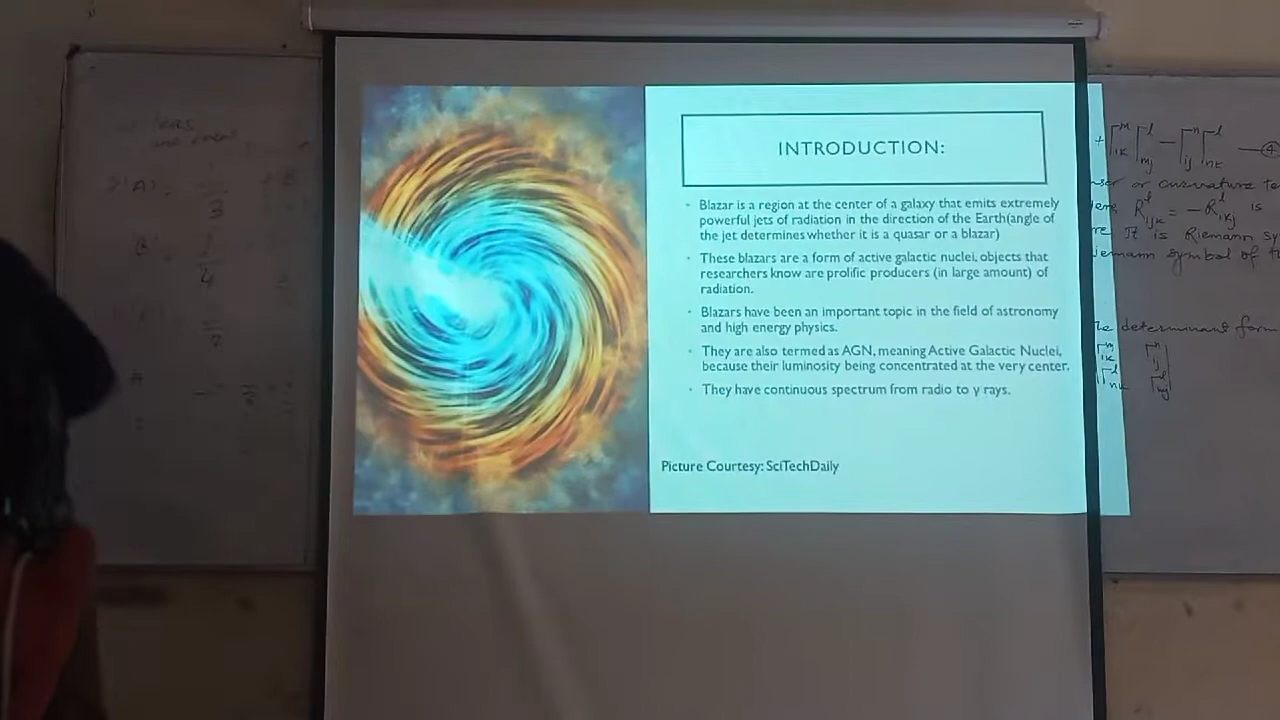 INTRODUCTION:
• Blazar is a region at the center of a galaxy that emits extremely
powerful jets of radiation in the direction of the Earth(angle of
the jet determines whether it is a quasar or a blazar)
• These blazars are a form of active galactic nuclei, objects that
researchers know are prolific producers (in large amount) of
radiation.
• Blazars have been an important topic in the field of astronomy
and high energy physics.
• They are also termed as AGN, meaning Active Galactic Nuclei,
because their luminosity being concentrated at the very center.
• They have continuous spectrum from radio to γ rays.
Picture Courtesy: SciTechDaily
or curvature
is
It is Riemann
symbol of
determinant form